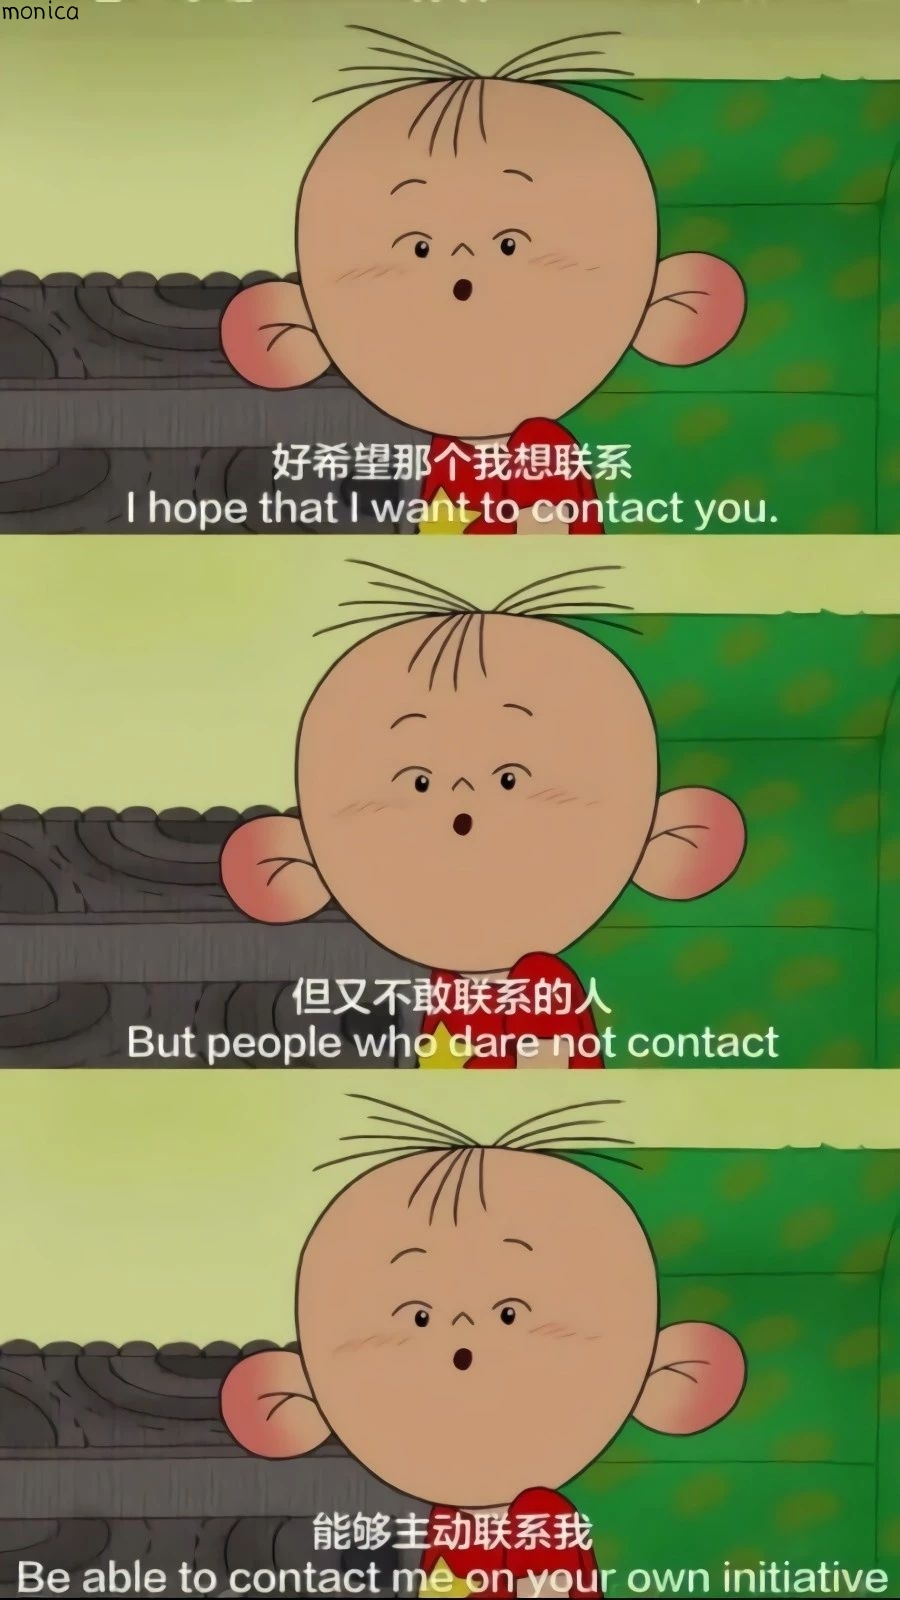 monica
好希望那个我想联系
I hope that I want to contact you.
但又不敢联系的人
But people who dare not contact
能够主动联系我
Be able to contact me on your own initiative